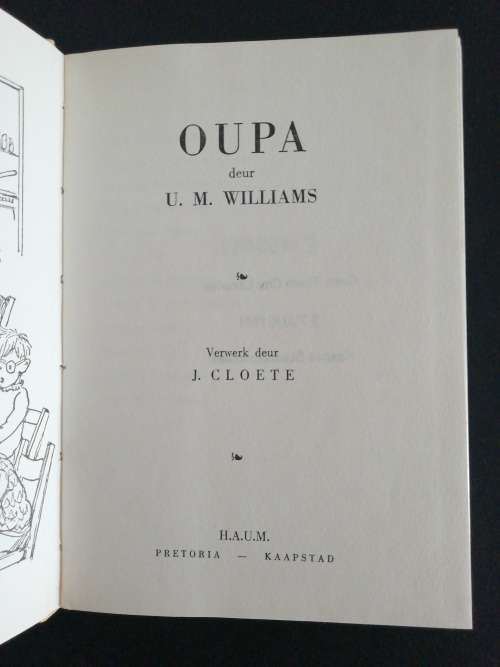 OUPA
deur
U. M. WILLIAMS
Verwerk deur
J. CLOETE
H.A.U.M.
PRETORIA — KAAPSTAD